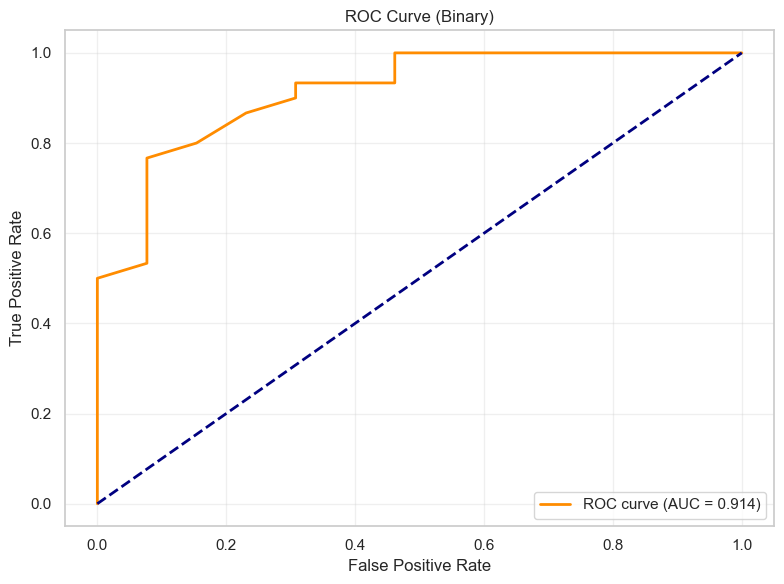 ROC Curve (Binary)
True Positive Rate
1.0
0.8
0.6
0.4
0.2
0.0
ROC curve (AUC = 0.914)
0.0 0.2 0.4 0.6 0.8 1.0
False Positive Rate